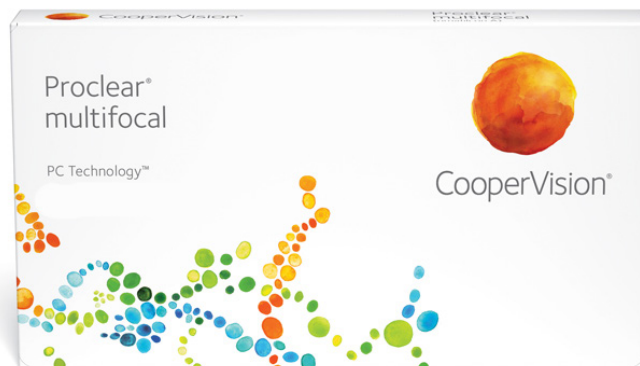 CooperVision®
Proclear®
multifocal
Proclear®
multifocal
PC Technology™
CooperVision®